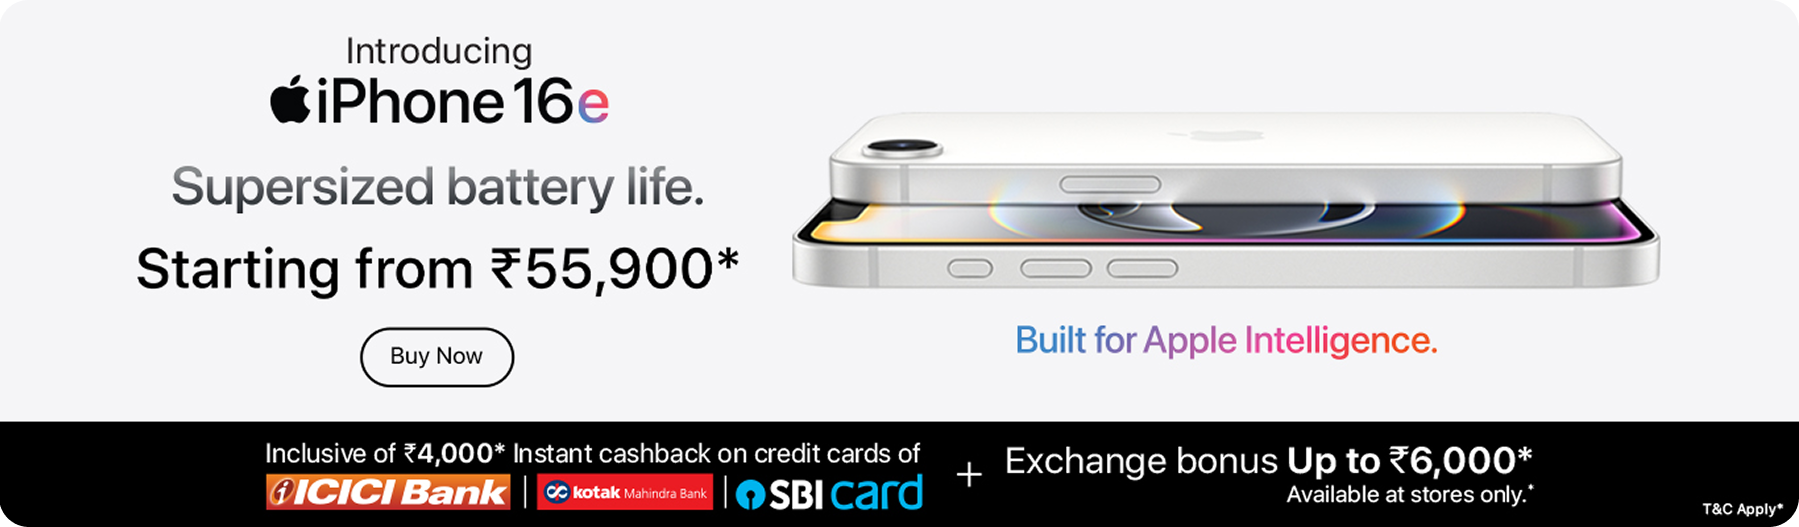 Introducing
iPhone 16e
Supersized battery life.
Starting from ₹55,900*
Buy Now
Built for Apple Intelligence.
Inclusive of ₹4,000* Instant cashback on credit cards of
ICICI Bank | kotak Mahindra Bank | SBI card
+
Exchange bonus Up to ₹6,000*
Available at stores only.*
T&C Apply*